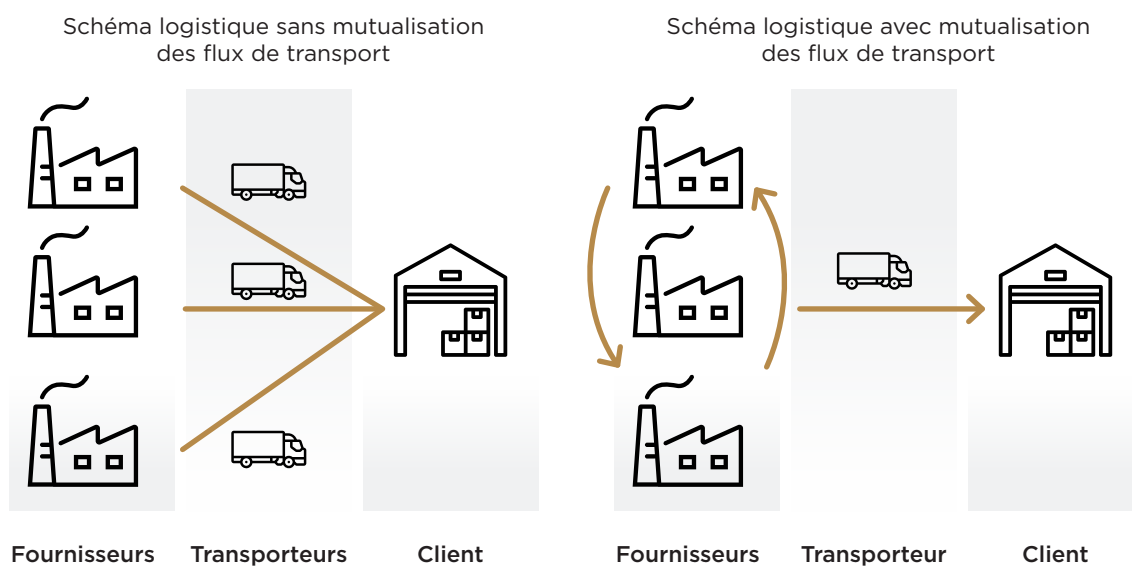 Schéma logistique sans mutualisation
des flux de transport
Schéma logistique avec mutualisation
des flux de transport
Fournisseurs
Transporteurs
Client
Fournisseurs
Transporteur
Client